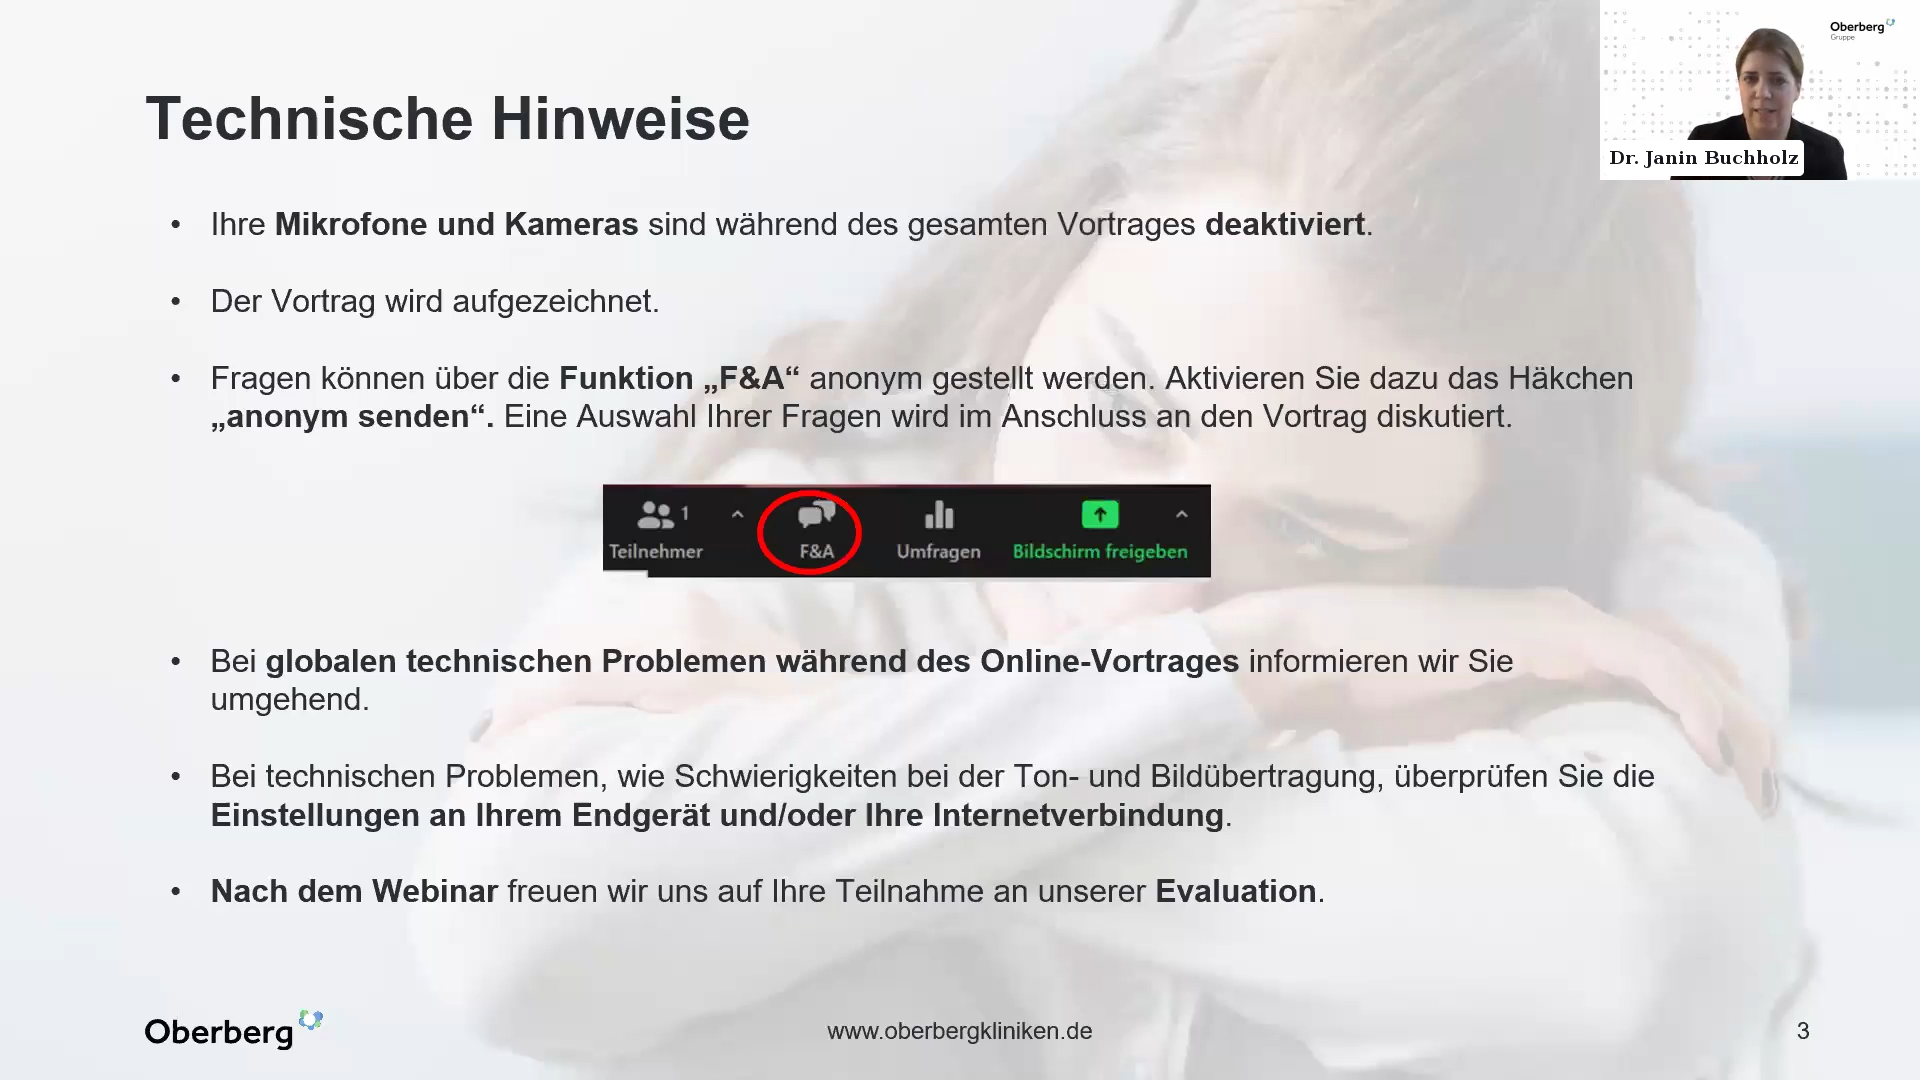 Oberberg
Gruppe
Dr. Janin Buchholz
Technische Hinweise
• Ihre Mikrofone und Kameras sind während des gesamten Vortrages deaktiviert.
• Der Vortrag wird aufgezeichnet.
• Fragen können über die Funktion „F&A“ anonym gestellt werden. Aktivieren Sie dazu das Häkchen
„anonym senden“. Eine Auswahl Ihrer Fragen wird im Anschluss an den Vortrag diskutiert.
1
Teilnehmer F&A Umfragen Bildschirm freigeben
• Bei globalen technischen Problemen während des Online-Vortrages informieren wir Sie
umgehend.
• Bei technischen Problemen, wie Schwierigkeiten bei der Ton- und Bildübertragung, überprüfen Sie die
Einstellungen an Ihrem Endgerät und/oder Ihre Internetverbindung.
• Nach dem Webinar freuen wir uns auf Ihre Teilnahme an unserer Evaluation.
Oberberg www.oberbergkliniken.de 3